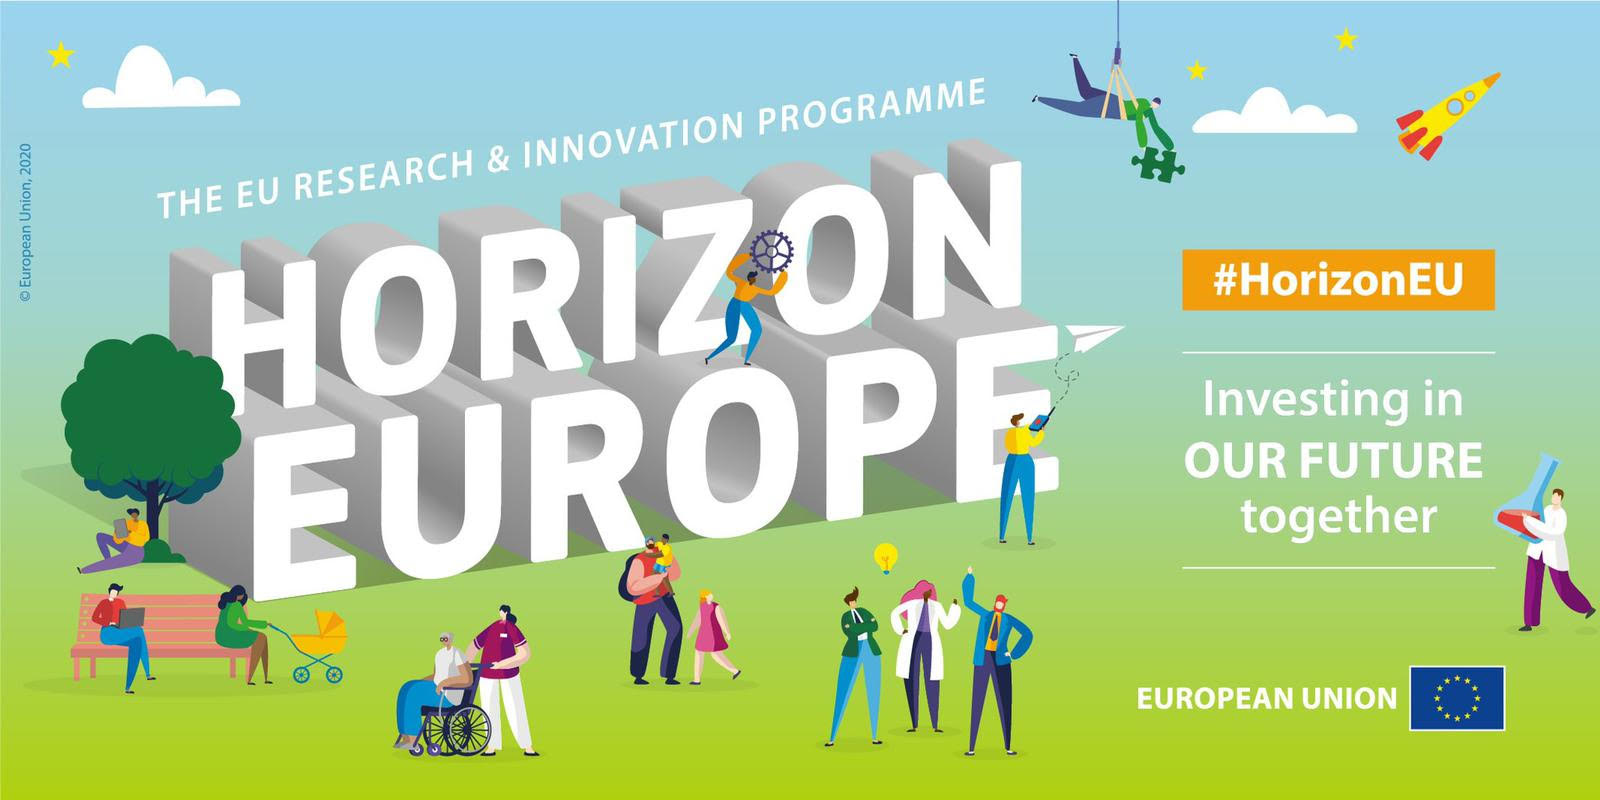 © European Union, 2020
THE EU RESEARCH & INNOVATION PROGRAMME
HORIZON
EUROPE
#HorizonEU
Investing in
OUR FUTURE
together
EUROPEAN UNION